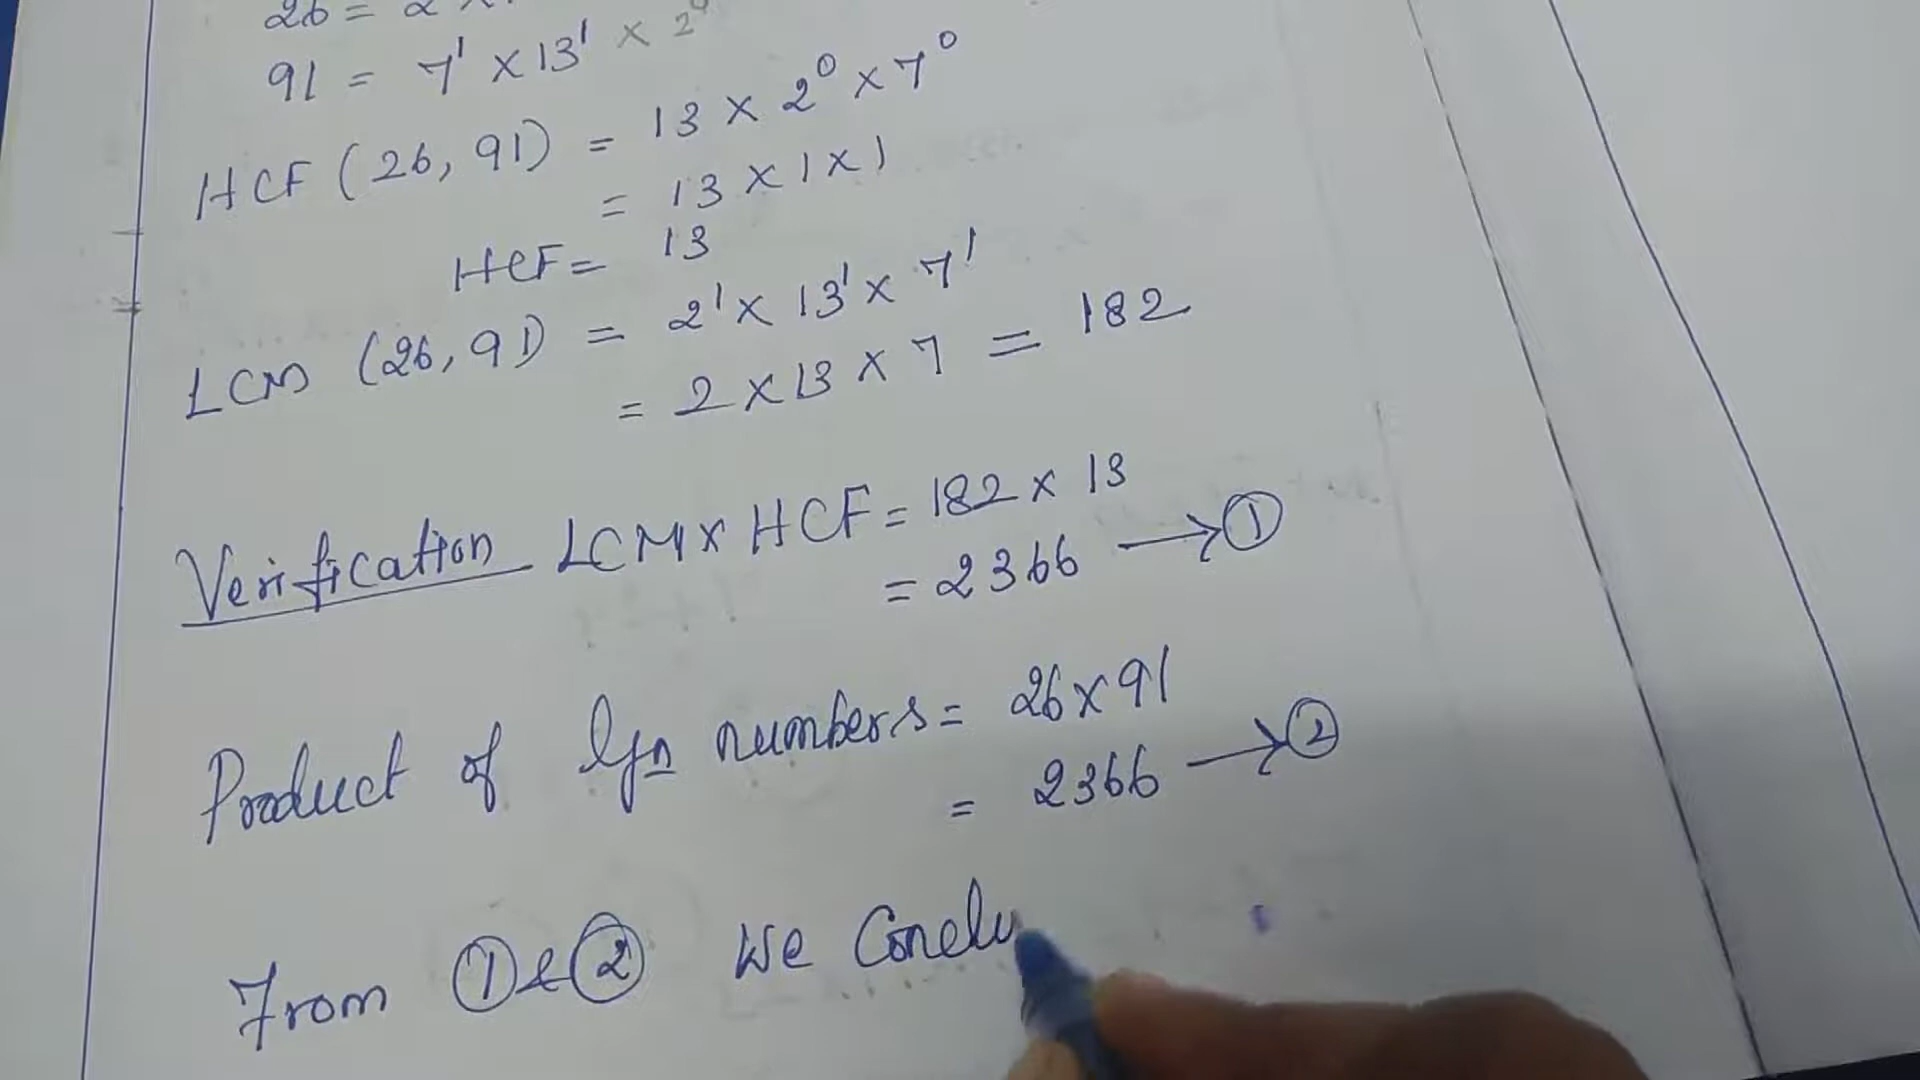 26 = 2 ×
91 = 7¹ × 13¹ × 2⁰
HCF (26, 91) = 13 × 2⁰ × 7⁰
= 13 × 1 × 1
HCF = 13
LCM (26, 91) = 2¹ × 13¹ × 7¹
= 2 × 13 × 7 = 182
Verification LCM × HCF = 182 × 13
= 2366 → ①
Product of numbers = 26 × 91
= 2366 → ②
From ① & ② We Conclu